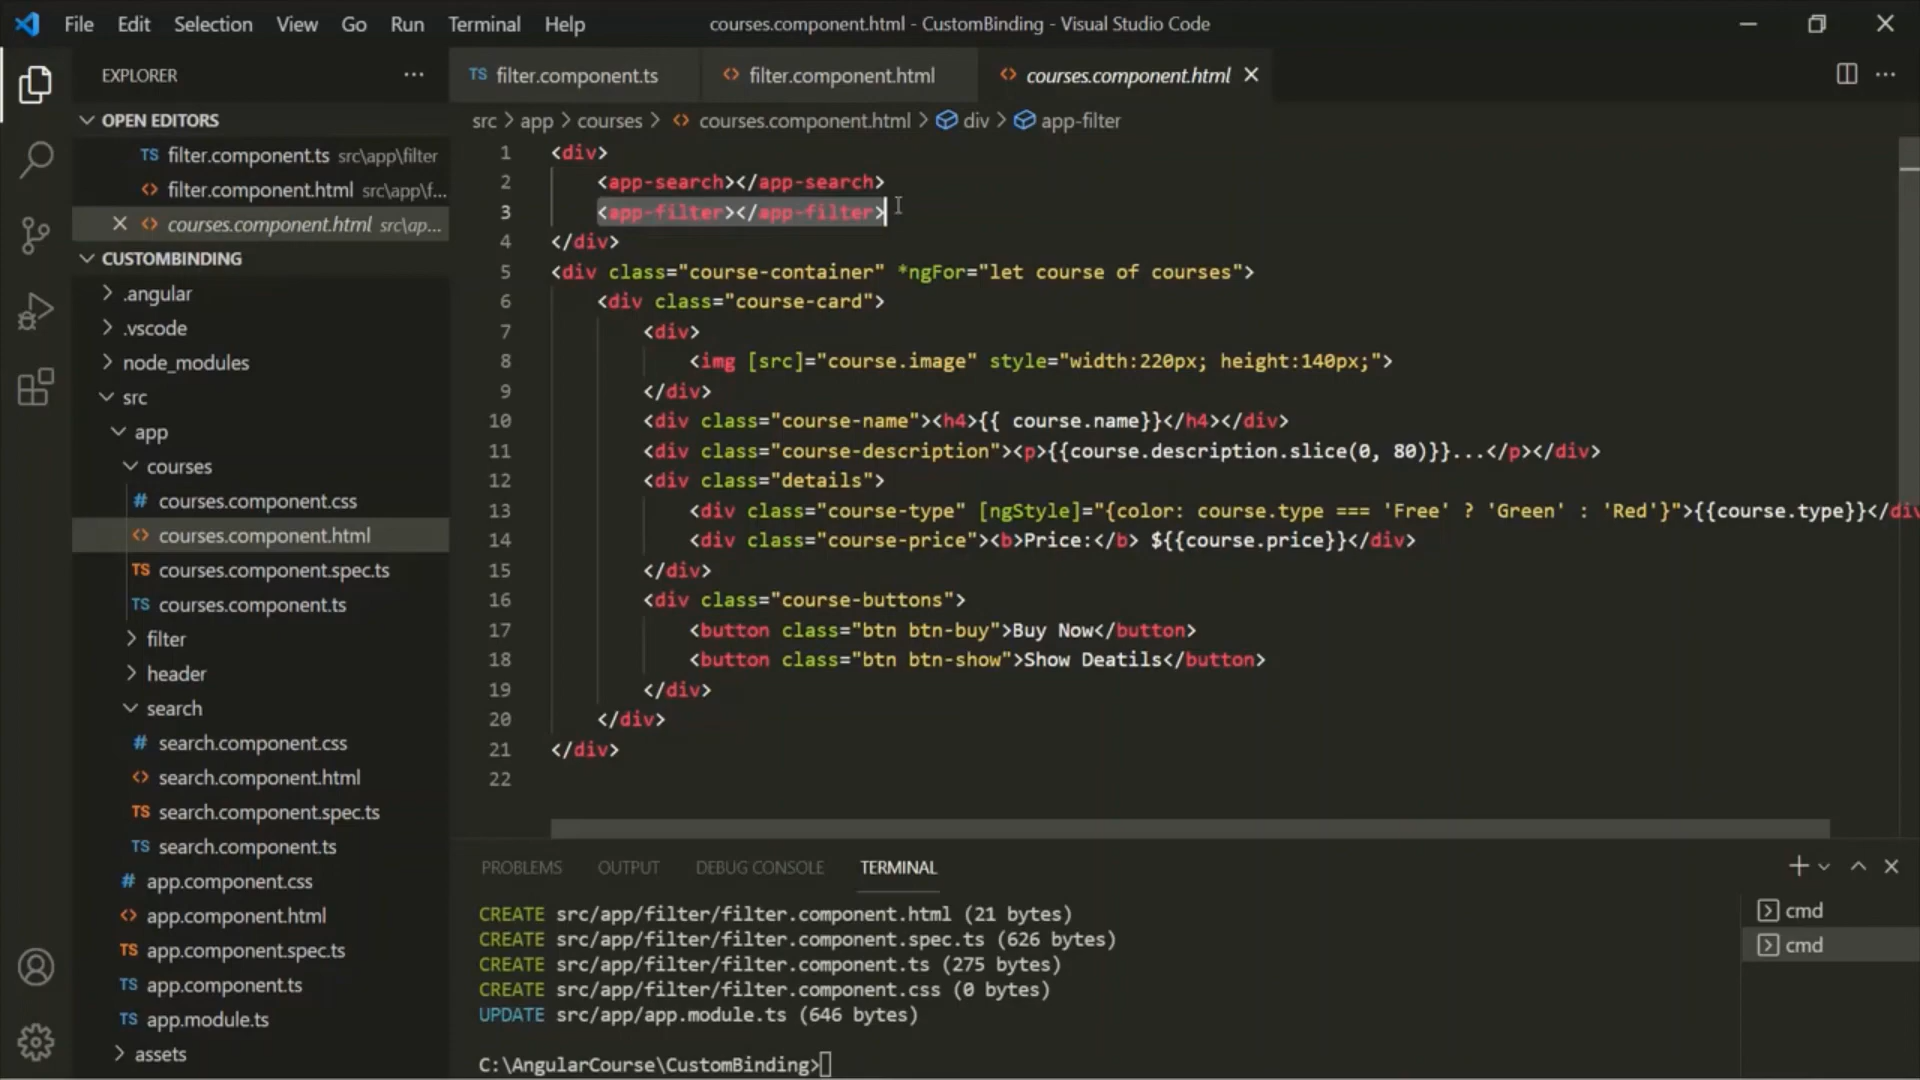 File Edit Selection View Go Run Terminal Help courses.component.html - CustomBinding - Visual Studio Code
EXPLORER ···
TS filter.component.ts <> filter.component.html <> courses.component.html
src > app > courses > <> courses.component.html > div > app-filter
OPEN EDITORS
TS filter.component.ts src\app\filter
<> filter.component.html src\app\f...
<> courses.component.html src\ap...
CUSTOMBINDING
.angular
.vscode
node_modules
src
app
courses
# courses.component.css
<> courses.component.html
TS courses.component.spec.ts
TS courses.component.ts
filter
header
search
# search.component.css
<> search.component.html
TS search.component.spec.ts
TS search.component.ts
# app.component.css
<> app.component.html
TS app.component.spec.ts
TS app.component.ts
TS app.module.ts
assets
1 <div>
2 <app-search></app-search>
3 <app-filter></app-filter>
4 </div>
5 <div class="course-container" *ngFor="let course of courses">
6 <div class="course-card">
7 <div>
8 <img [src]="course.image" style="width:220px; height:140px;">
9 </div>
10 <div class="course-name"><h4>{{ course.name}}</h4></div>
11 <div class="course-description"><p>{{course.description.slice(0, 80)}}...</p></div>
12 <div class="details">
13 <div class="course-type" [ngStyle]="{color: course.type === 'Free' ? 'Green' : 'Red'}">{{course.type}}</div
14 <div class="course-price"><b>Price:</b> ${{course.price}}</div>
15 </div>
16 <div class="course-buttons">
17 <button class="btn btn-buy">Buy Now</button>
18 <button class="btn btn-show">Show Deatils</button>
19 </div>
20 </div>
21 </div>
22
PROBLEMS OUTPUT DEBUG CONSOLE TERMINAL
CREATE src/app/filter/filter.component.html (21 bytes)
CREATE src/app/filter/filter.component.spec.ts (626 bytes)
CREATE src/app/filter/filter.component.ts (275 bytes)
CREATE src/app/filter/filter.component.css (0 bytes)
UPDATE src/app/app.module.ts (646 bytes)
C:\AngularCourse\CustomBinding>
cmd
cmd